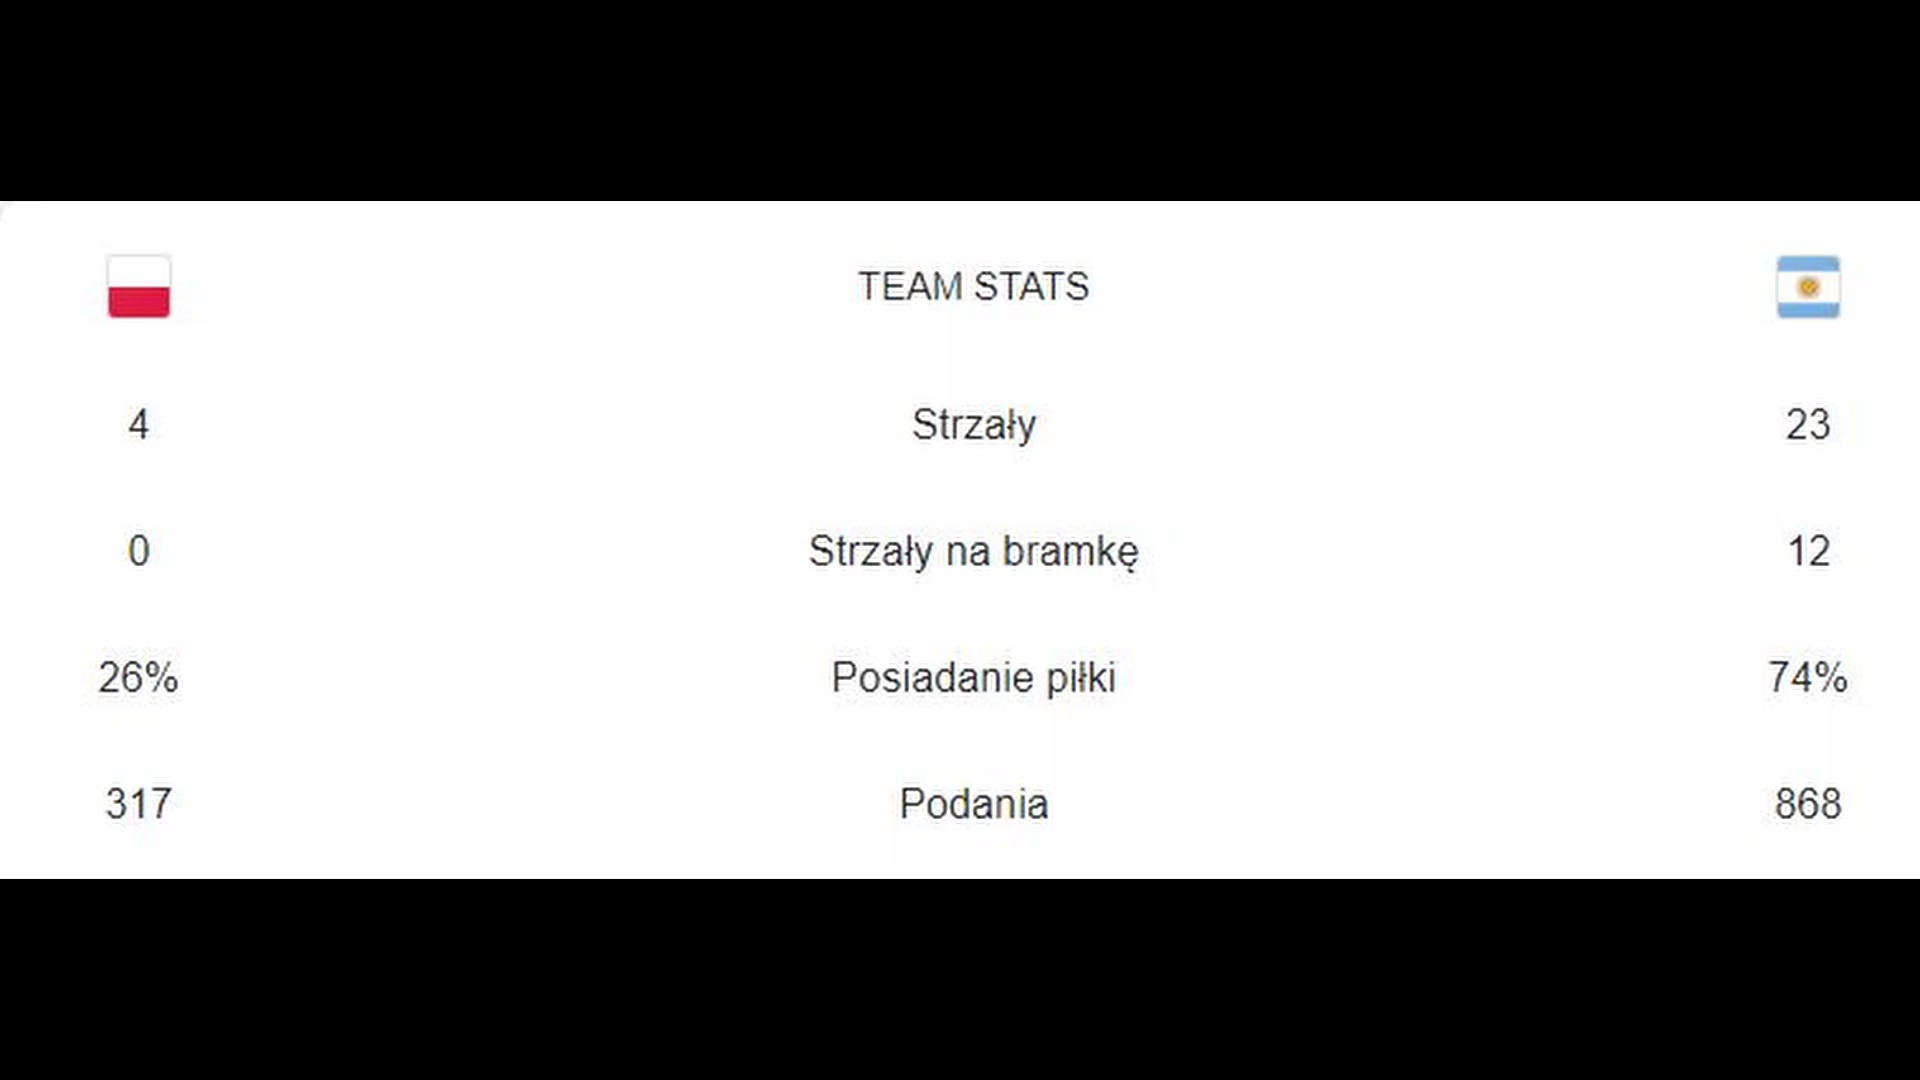 TEAM STATS
4 Strzały 23
0 Strzały na bramkę 12
26% Posiadanie piłki 74%
317 Podania 868